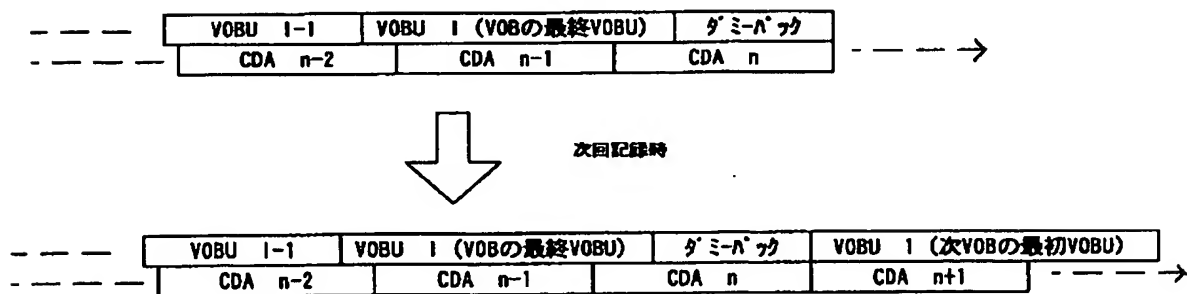 VOBU I-1 VOBU I (VOBの最終VOBU) ダミーパック
CDA n-2 CDA n-1 CDA n
次回記録時
VOBU I-1 VOBU I (VOBの最終VOBU) ダミーパック VOBU 1 (次VOBの最初VOBU)
CDA n-2 CDA n-1 CDA n CDA n+1